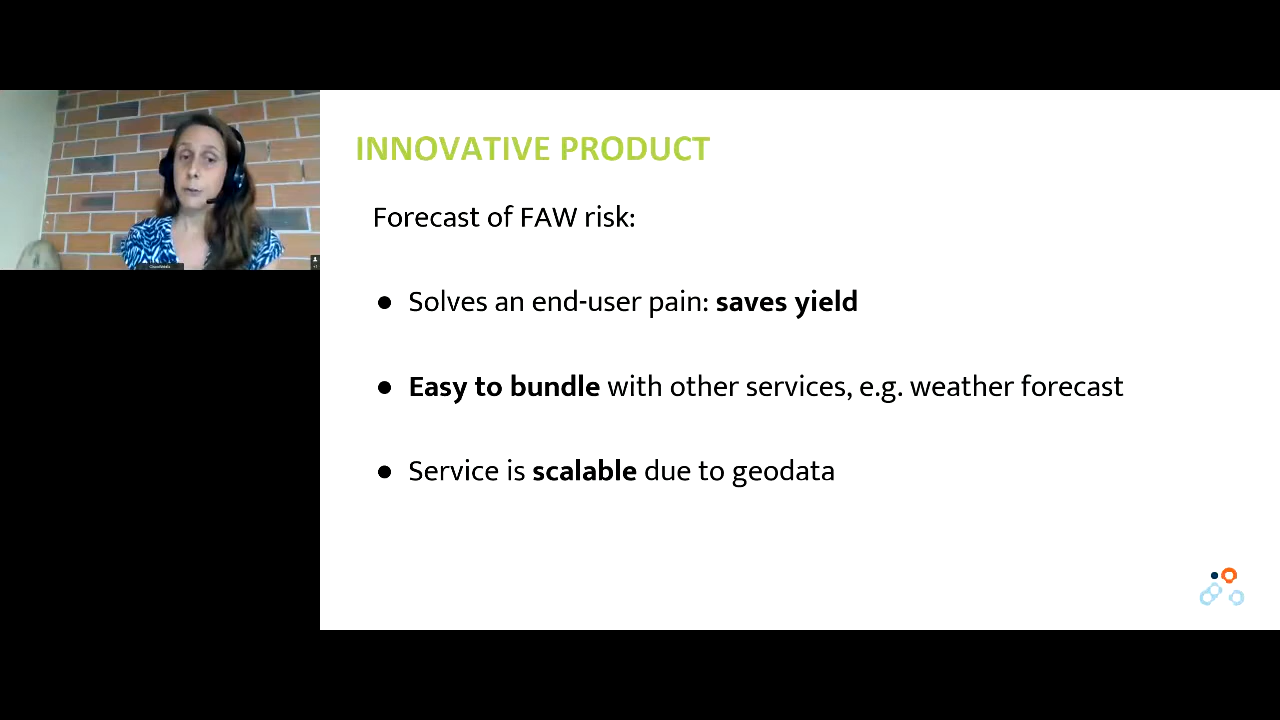 INNOVATIVE PRODUCT
Forecast of FAW risk:
● Solves an end-user pain: saves yield
● Easy to bundle with other services, e.g. weather forecast
● Service is scalable due to geodata